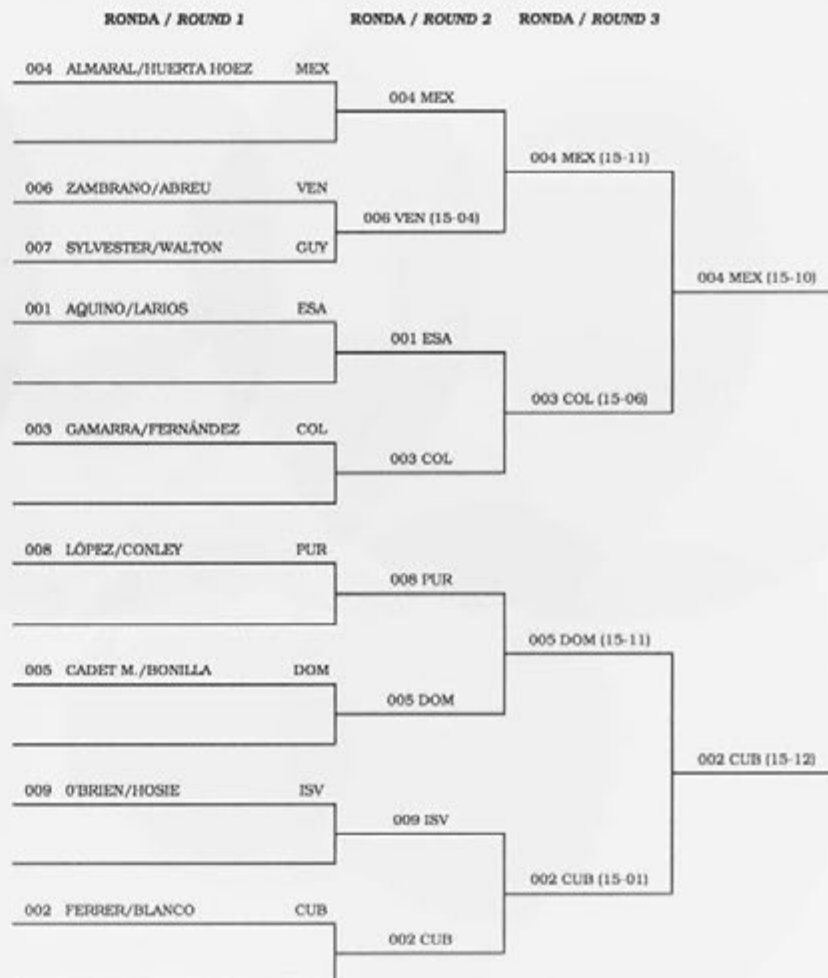 RONDA / ROUND 1 RONDA / ROUND 2 RONDA / ROUND 3
004 ALMARAL/HUERTA HOEZ MEX
004 MEX
004 MEX (15-11)
006 ZAMBRANO/ABREU VEN
006 VEN (15-04)
007 SYLVESTER/WALTON GUY
004 MEX (15-10)
001 AQUINO/LARIOS ESA
001 ESA
003 COL (15-06)
003 GAMARRA/FERNÁNDEZ COL
003 COL
008 LÓPEZ/CONLEY PUR
008 PUR
005 DOM (15-11)
005 CADET M./BONILLA DOM
005 DOM
002 CUB (15-12)
009 O'BRIEN/HOSIE ISV
009 ISV
002 CUB (15-01)
002 FERRER/BLANCO CUB
002 CUB